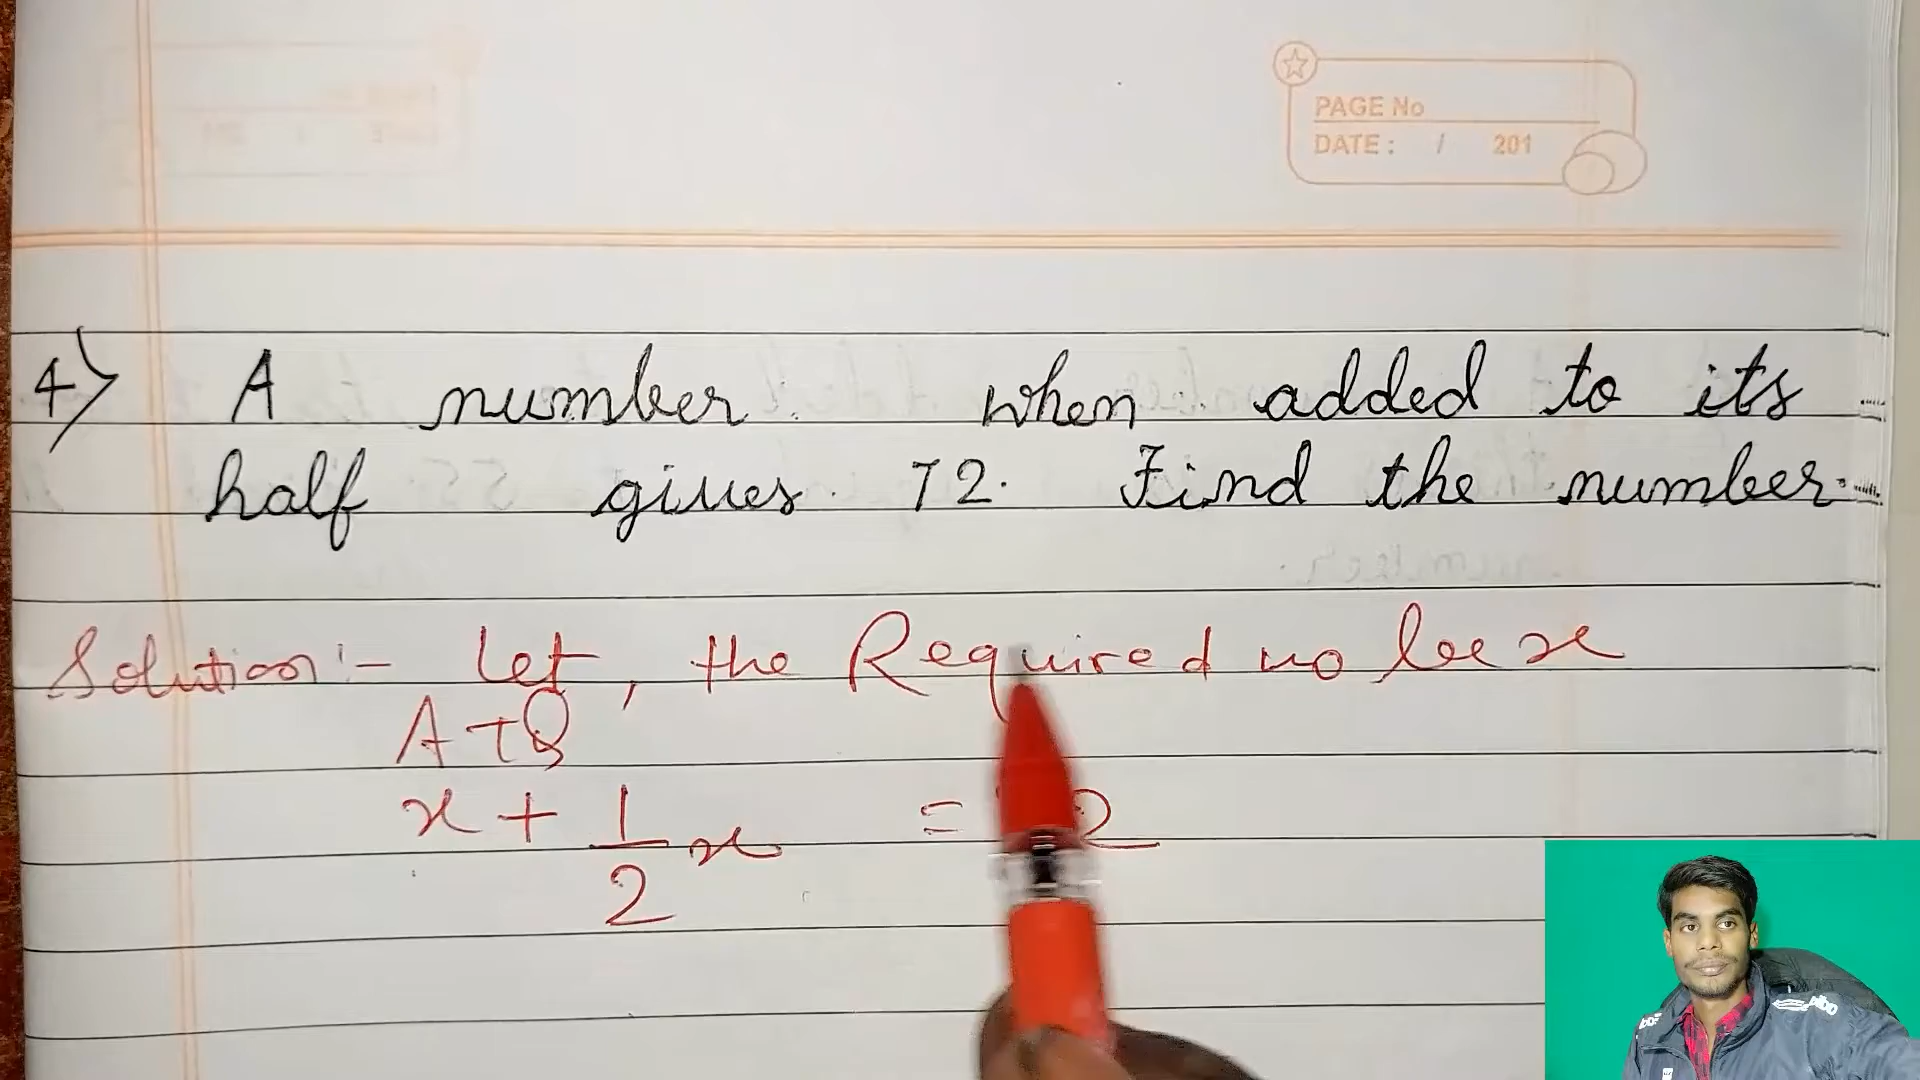 PAGE No
DATE : / 201
4) A number when added to its
half gives 72. Find the number.
Solution:- Let, the Required no be x
ATQ
x + 1/2 x = 72